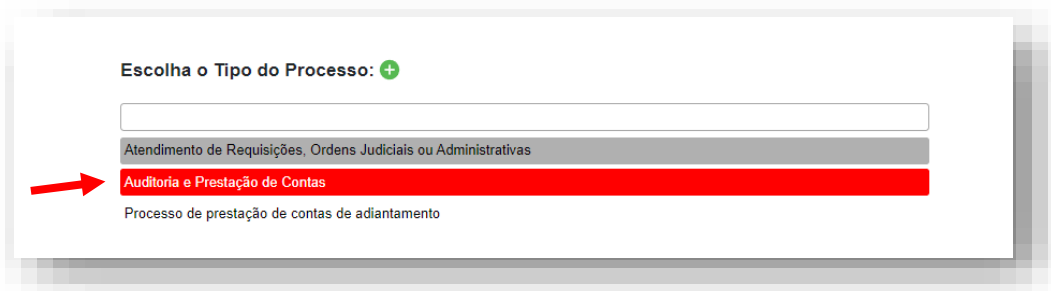 Escolha o Tipo do Processo:
Atendimento de Requisições, Ordens Judiciais ou Administrativas
Auditoria e Prestação de Contas
Processo de prestação de contas de adiantamento